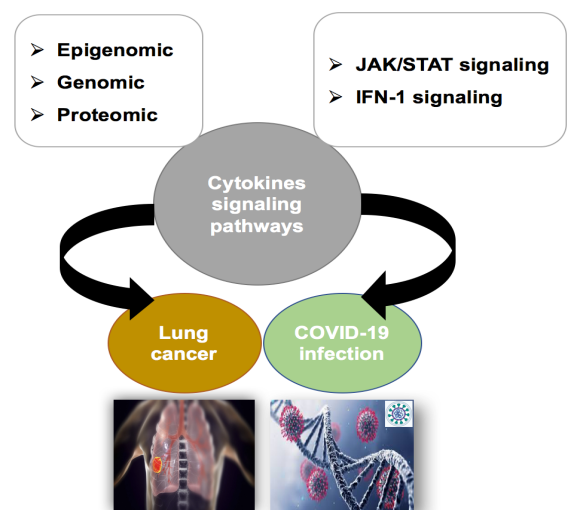 ➢ Epigenomic
➢ Genomic
➢ Proteomic
➢ JAK/STAT signaling
➢ IFN-1 signaling
Cytokines
signaling
pathways
Lung
cancer
COVID-19
infection